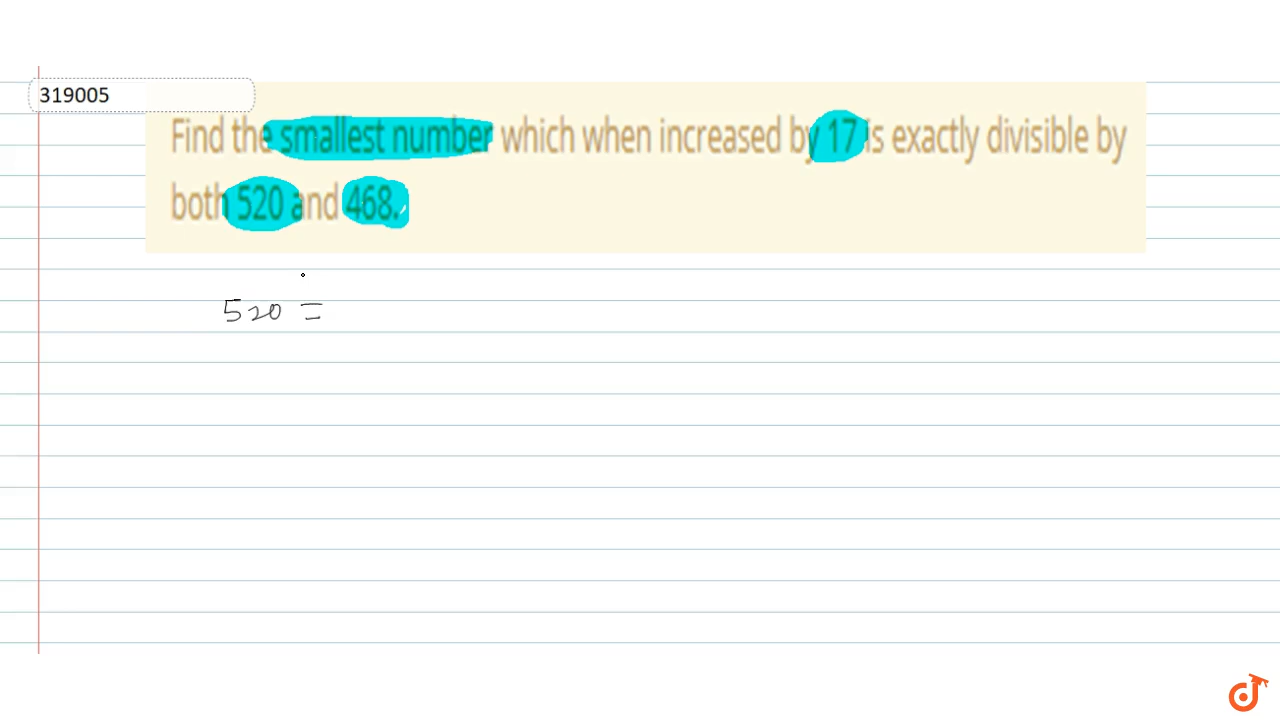 319005
Find the smallest number which when increased by 17 is exactly divisible by
both 520 and 468.
520 =